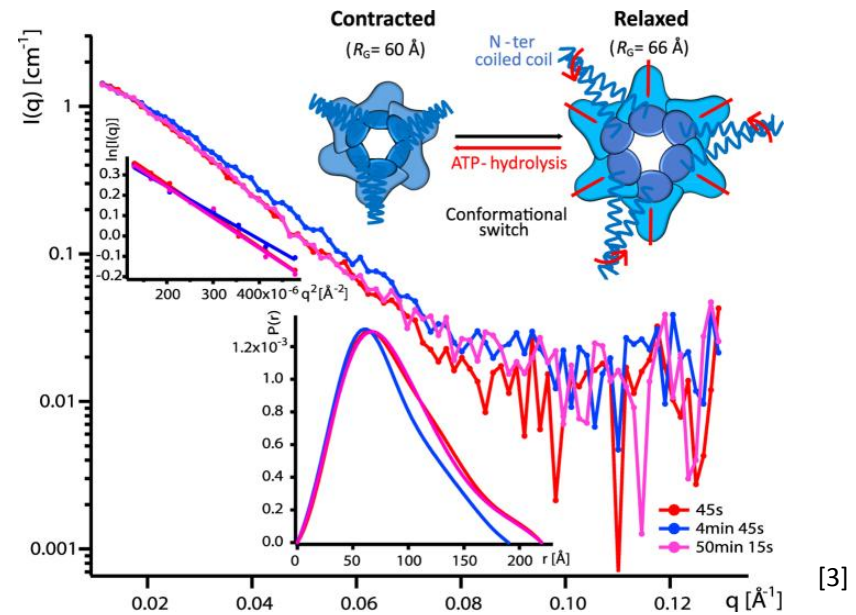 Contracted
(RG= 60 Å)
Relaxed
(RG= 66 Å)
N - ter
coiled coil
ATP- hydrolysis
Conformational
switch
I(q) [cm⁻¹]
1
0.1
0.01
0.001
ln[I(q)]
0.3
0.2
0.1
0.0
-0.1
-0.2
200 300 400x10⁻⁶ q² [Å⁻²]
P(r)
1.2x10⁻³
1.0
0.8
0.6
0.4
0.2
0.0
0 50 100 150 200 r [Å]
45s
4min 45s
50min 15s
0.02 0.04 0.06 0.08 0.10 0.12 q [Å⁻¹]
[3]